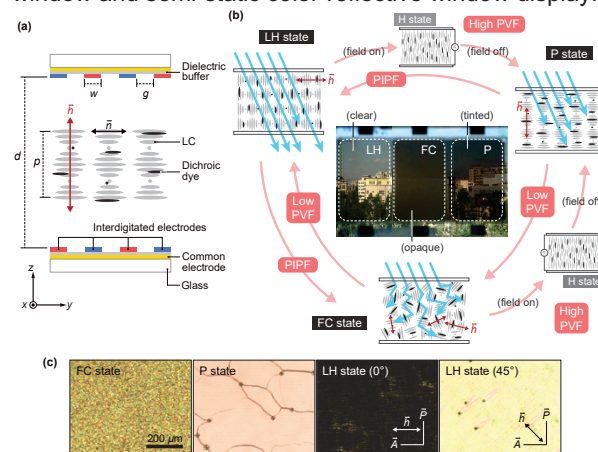 window and semi-static color-reflective window display.
(a)
Dielectric
buffer
w
g
h
n
LC
d
p
Dichroic
dye
Interdigitated electrodes
Common
electrode
Glass
z
x
y
(b)
LH state
(field on)
H state
High PVF
(field off)
P state
PIPF
h
h
(clear)
(tinted)
LH
FC
P
(opaque)
Low
PVF
Low
PVF
(field off)
PIPF
FC state
h
(field on)
H state
High
PVF
(c)
FC state
200 μm
P state
LH state (0°)
h
P
A
LH state (45°)
h
P
A